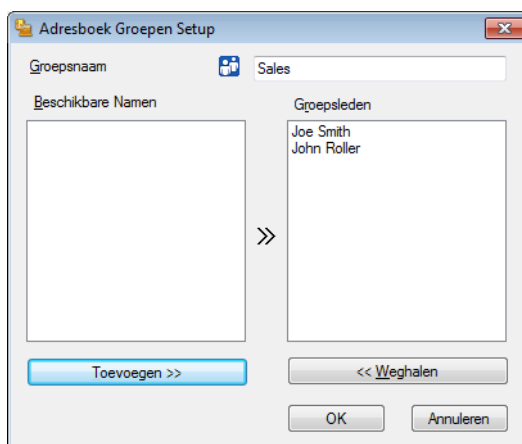 Adresboek Groepen Setup
Groepsnaam
Sales
Beschikbare Namen
Groepsleden
Joe Smith
John Roller
Toevoegen >>
<< Weghalen
OK
Annuleren